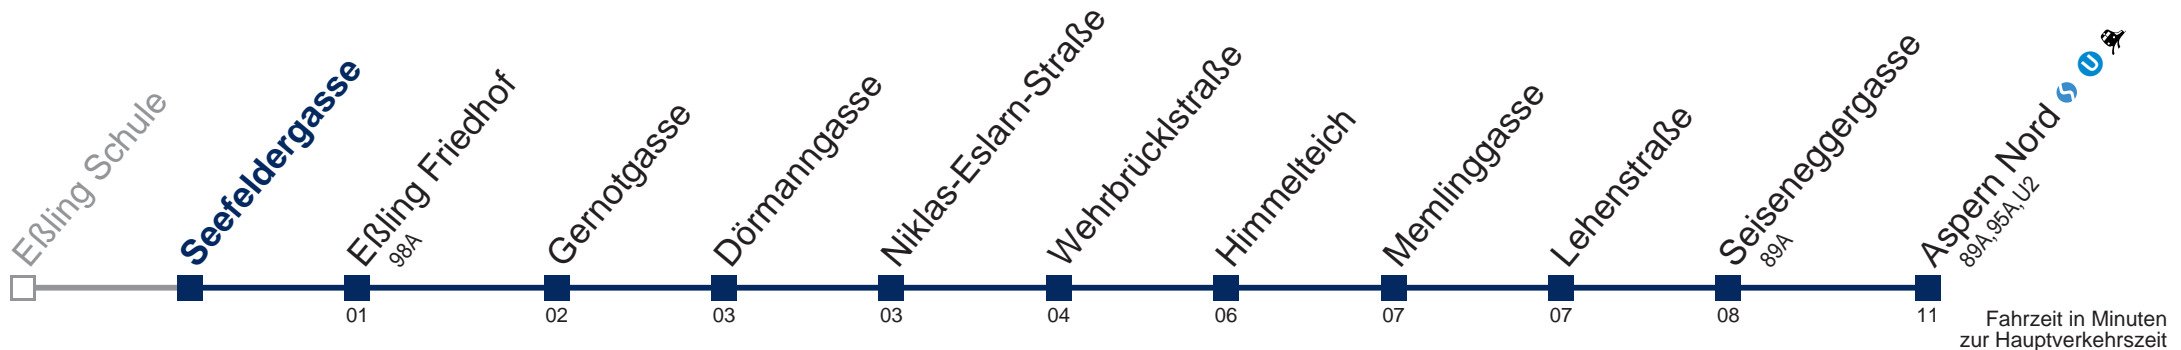 Eßling Schule
Seefeldergasse
Eßling Friedhof
98A
Gernotgasse
Dörmanngasse
Niklas-Eslarn-Straße
Wehrbrücklstraße
Himmelteich
Memlinggasse
Lehenstraße
Seiseneggergasse
89A
Aspern Nord
U
89A,95A,U2
01
02
03
03
04
06
07
07
08
11
Fahrzeit in Minuten
zur Hauptverkehrszeit